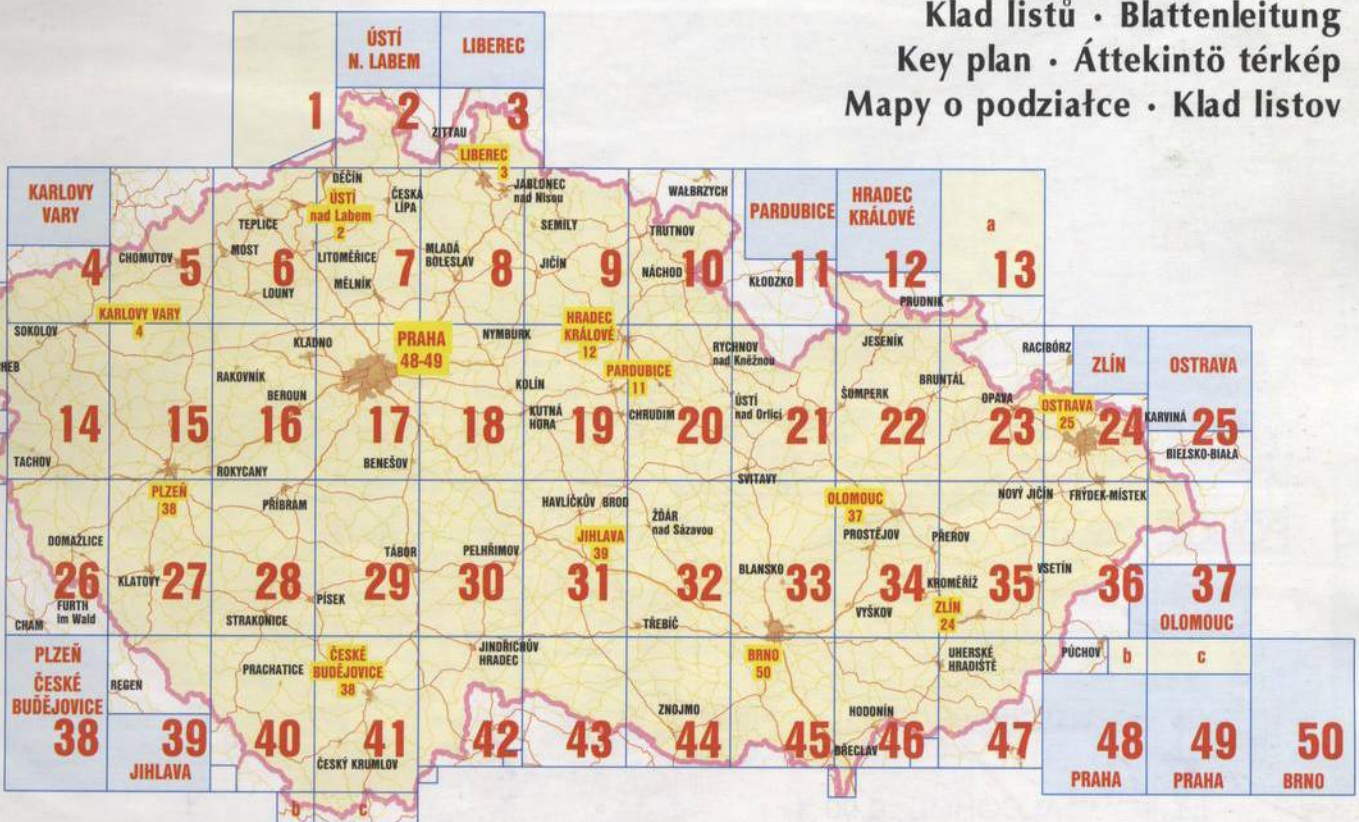 Klad listů · Blattenleitung
Key plan · Áttekintö térkép
Mapy o podziałce · Klad listov
ÚSTÍ
N. LABEM
LIBEREC
1
2
3
ZITTAU
LIBEREC
3
KARLOVY
VARY
DĚČÍN
ÚSTÍ
nad Labem
2
ČESKÁ
LÍPA
JABLONEC
nad Nisou
WAŁBRZYCH
PARDUBICE
HRADEC
KRÁLOVÉ
a
TEPLICE
SEMILY
TRUTNOV
MOST
LITOMĚŘICE
MLADÁ
BOLESLAV
JIČÍN
NÁCHOD
KŁODZKO
CHOMUTOV
MĚLNÍK
LOUNY
PRUDNIK
4
5
6
7
8
9
10
11
12
13
KARLOVY VARY
4
SOKOLOV
HEB
KLADNO
PRAHA
48-49
NYMBURK
HRADEC
KRÁLOVÉ
12
RYCHNOV
nad Kněžnou
JESENÍK
RACIBÓRZ
ZLÍN
OSTRAVA
RAKOVNÍK
BEROUN
KOLÍN
PARDUBICE
11
ŠUMPERK
BRUNTÁL
KUTNÁ
HORA
CHRUDIM
ÚSTÍ
nad Orlicí
OPAVA
OSTRAVA
25
KARVINÁ
BIELSKO-BIAŁA
14
15
16
17
18
19
20
21
22
23
24
25
TACHOV
ROKYCANY
BENEŠOV
SVITAVY
PLZEŇ
38
PŘÍBRAM
HAVLÍČKŮV BROD
ŽĎÁR
nad Sázavou
OLOMOUC
37
NOVÝ JIČÍN
FRÝDEK-MÍSTEK
DOMAŽLICE
TÁBOR
PELHŘIMOV
JIHLAVA
39
PROSTĚJOV
PŘEROV
KLATOVY
BLANSKO
KROMĚŘÍŽ
VSETÍN
26
27
28
29
30
31
32
33
34
35
36
37
FURTH
im Wald
CHAM
STRAKONICE
PÍSEK
TŘEBÍČ
VYŠKOV
ZLÍN
24
OLOMOUC
PLZEŇ
ČESKÉ
BUĎĚJOVICE
38
REGEN
PRACHATICE
ČESKÉ
BUDĚJOVICE
38
JINDŘICHŮV
HRADEC
BRNO
50
UHERSKÉ
HRADIŠTĚ
PÚCHOV
b
c
ZNOJMO
HODONÍN
39
JIHLAVA
40
41
42
43
44
45
46
47
48
PRAHA
49
PRAHA
50
BRNO
ČESKÝ KRUMLOV
BŘECLAV
b
c